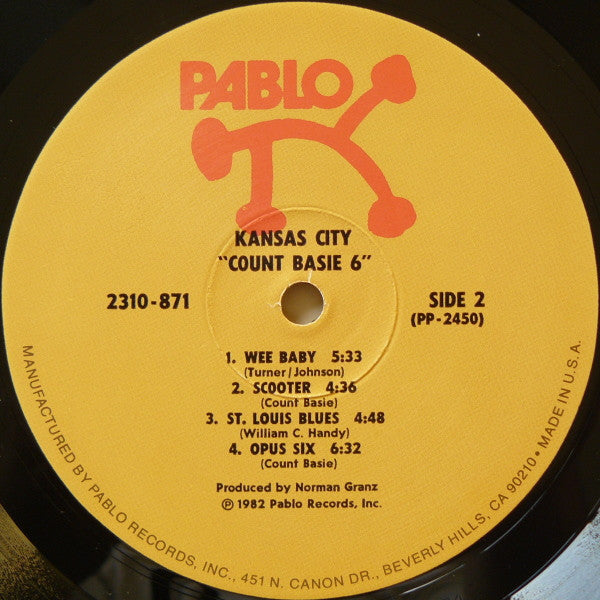 PABLO
KANSAS CITY
"COUNT BASIE 6"
2310-871
SIDE 2
(PP-2450)
1. WEE BABY 5:33
(Turner/Johnson)
2. SCOOTER 4:36
(Count Basie)
3. ST. LOUIS BLUES 4:48
(William C. Handy)
4. OPUS SIX 6:32
(Count Basie)
Produced by Norman Granz
℗ 1982 Pablo Records, Inc.
MANUFACTURED BY PABLO RECORDS, INC., 451 N. CANON DR., BEVERLY HILLS, CA 90210 • MADE IN U.S.A.